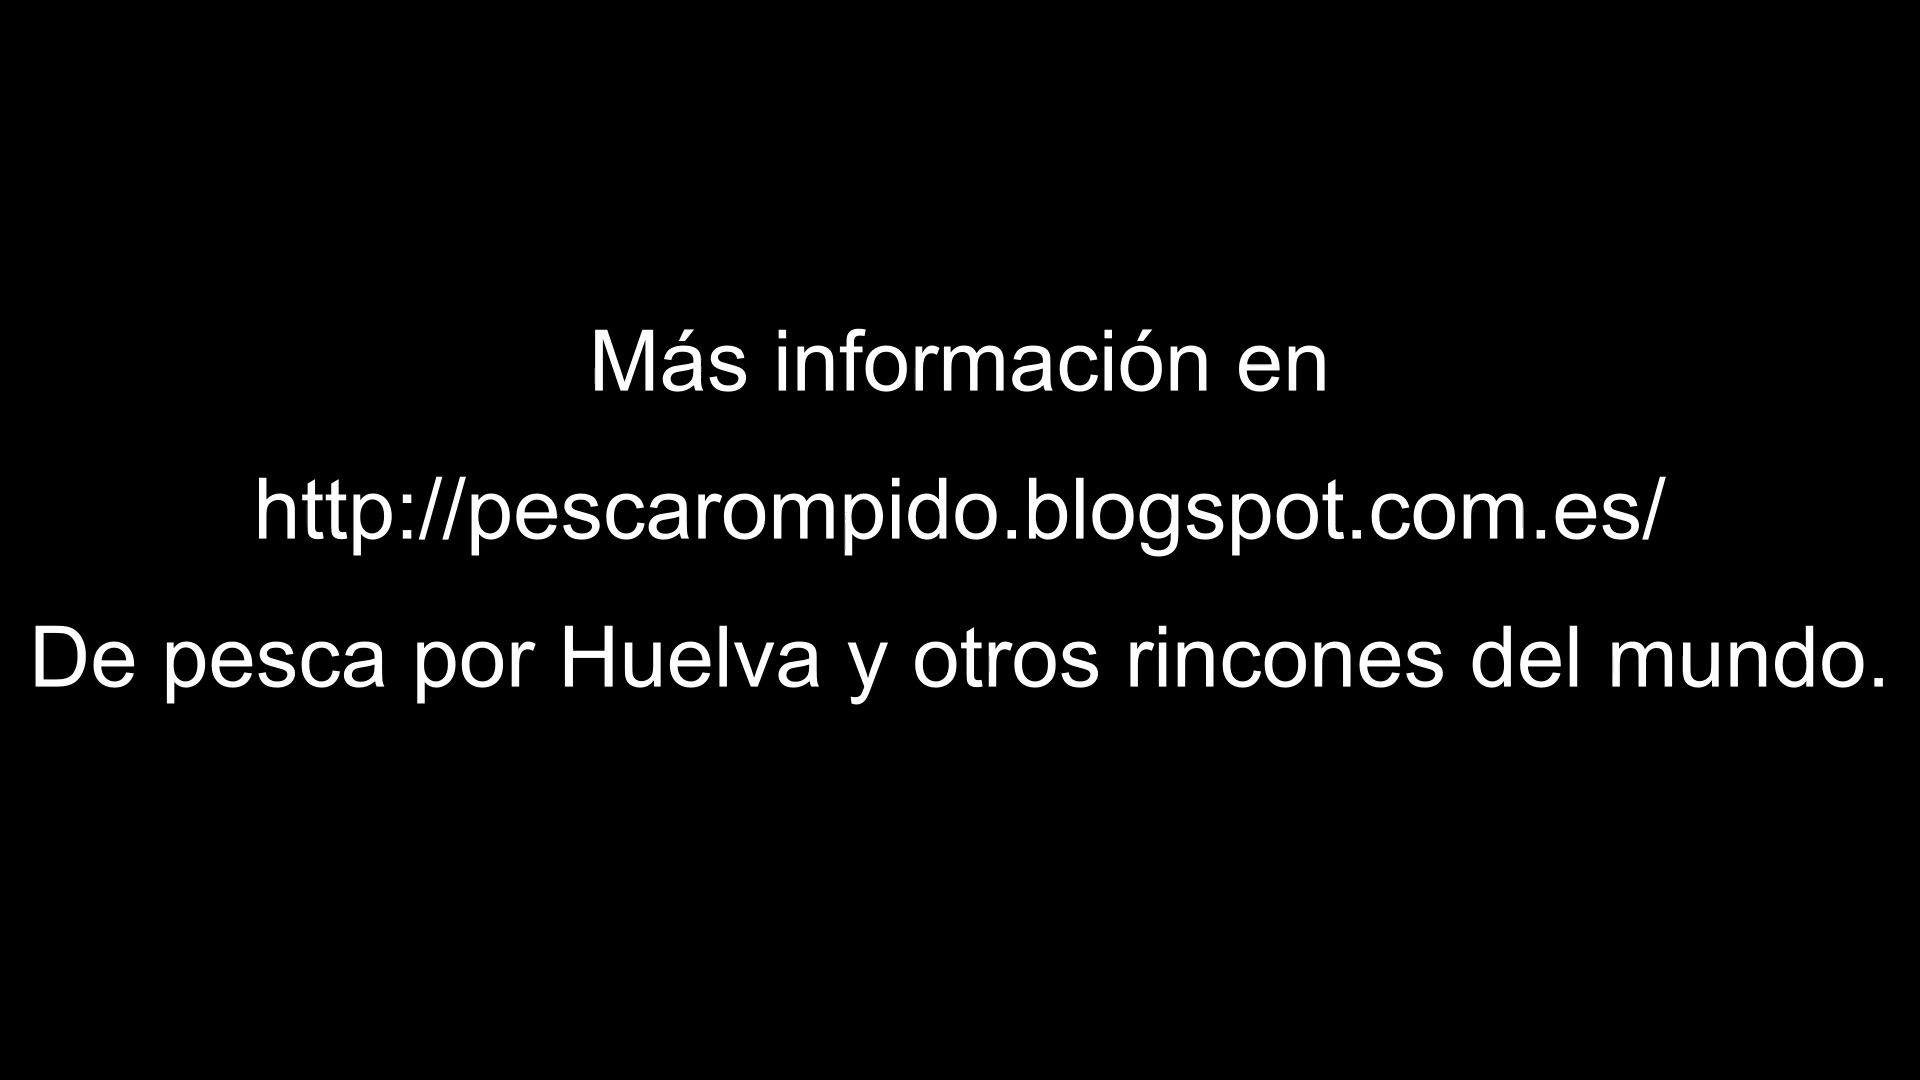 Más información en
http://pescarompido.blogspot.com.es/
De pesca por Huelva y otros rincones del mundo.